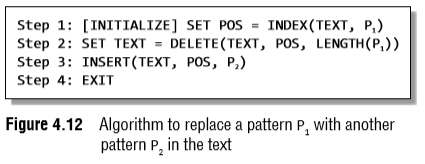 Step 1: [INITIALIZE] SET POS = INDEX(TEXT, P₁)
Step 2: SET TEXT = DELETE(TEXT, POS, LENGTH(P₁))
Step 3: INSERT(TEXT, POS, P₂)
Step 4: EXIT
Figure 4.12 Algorithm to replace a pattern P₁ with another
pattern P₂ in the text